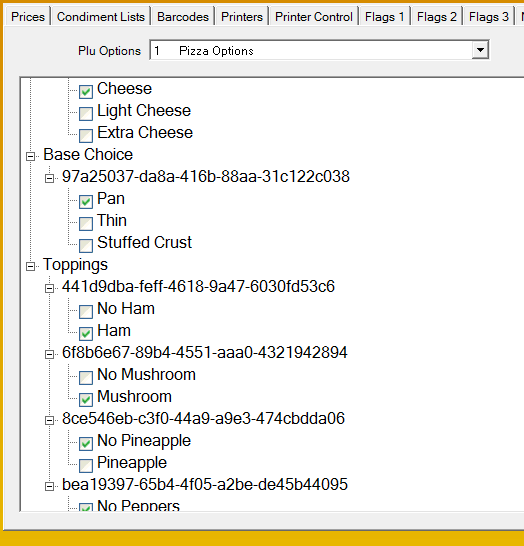 Prices Condiment Lists Barcodes Printers Printer Control Flags 1 Flags 2 Flags 3
Plu Options 1 Pizza Options
Cheese
Light Cheese
Extra Cheese
Base Choice
97a25037-da8a-416b-88aa-31c122c038
Pan
Thin
Stuffed Crust
Toppings
441d9dba-feff-4618-9a47-6030fd53c6
No Ham
Ham
6f8b6e67-89b4-4551-aaa0-4321942894
No Mushroom
Mushroom
8ce546eb-c3f0-44a9-a9e3-474cbdda06
No Pineapple
Pineapple
bea19397-65b4-4f05-a2be-de45b44095
No Peppers